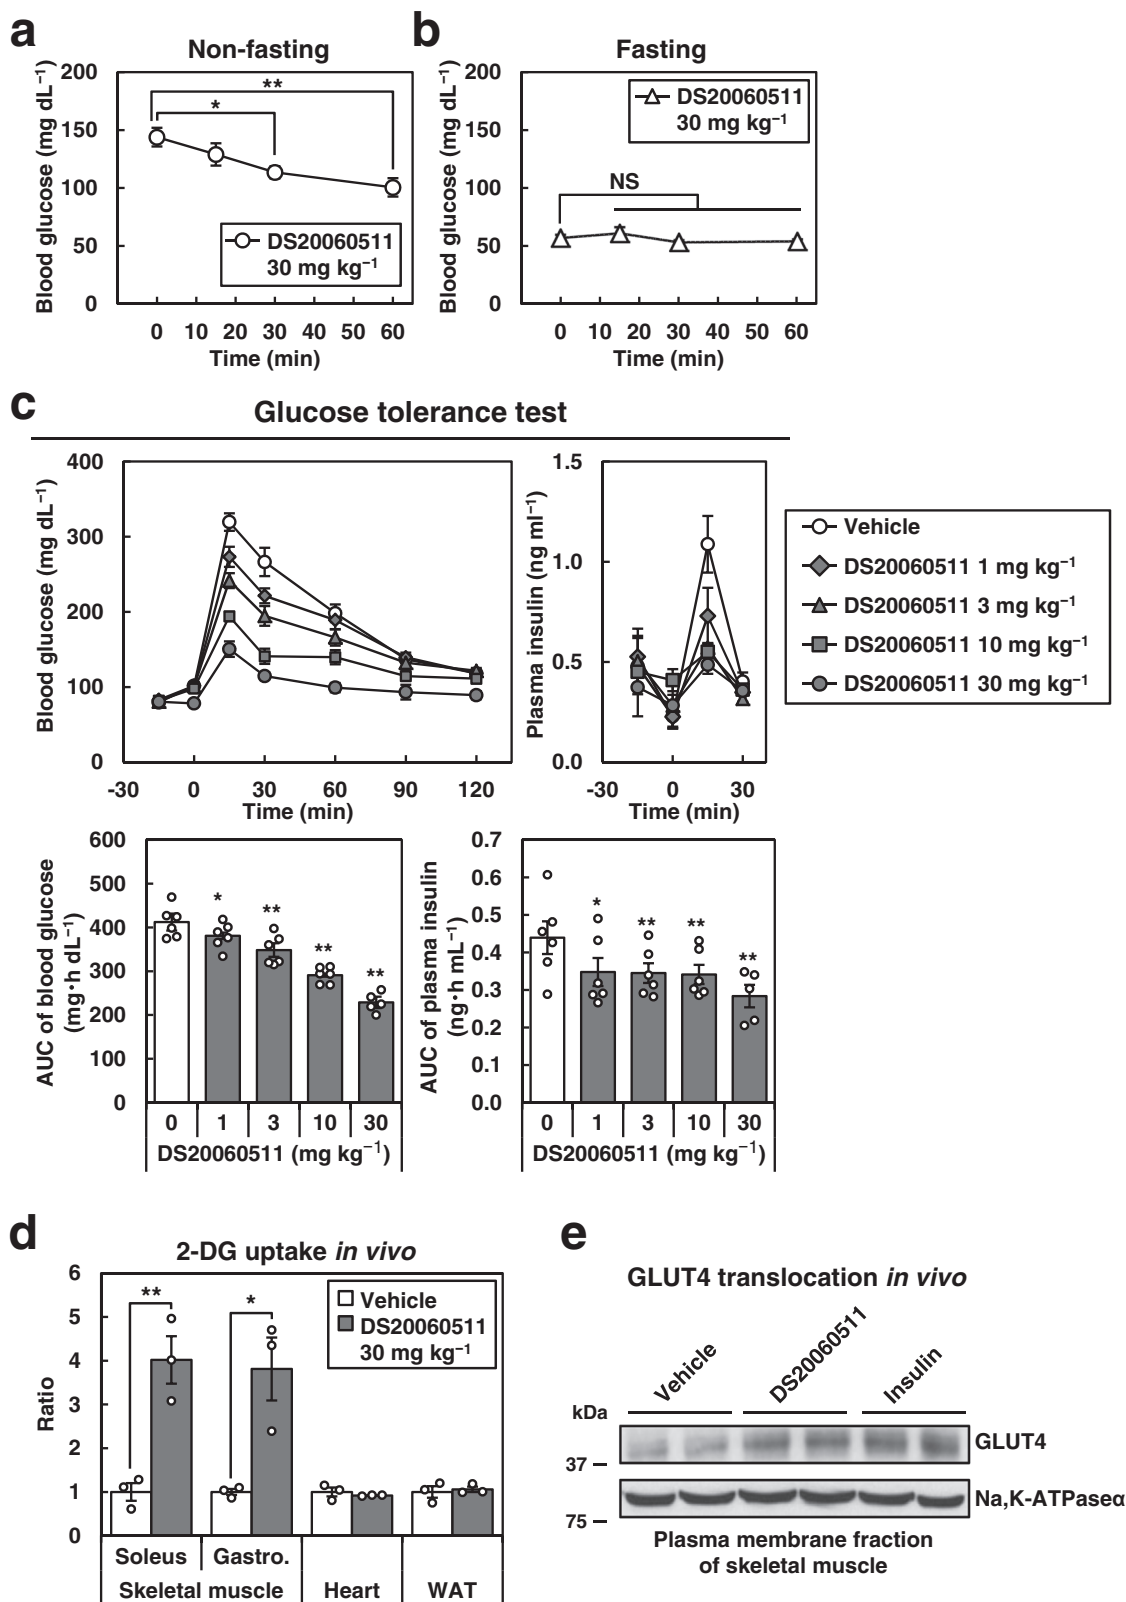 a
Non-fasting
Blood glucose (mg dL⁻¹)
200
150
100
50
0
**
*
DS20060511
30 mg kg⁻¹
0 10 20 30 40 50 60
Time (min)
b
Fasting
Blood glucose (mg dL⁻¹)
200
150
100
50
0
DS20060511
30 mg kg⁻¹
NS
0 10 20 30 40 50 60
Time (min)
c
Glucose tolerance test
Blood glucose (mg dL⁻¹)
400
300
200
100
0
-30 0 30 60 90 120
Time (min)
Plasma insulin (ng ml⁻¹)
1.5
1.0
0.5
0.0
-30 0 30
Time (min)
Vehicle
DS20060511 1 mg kg⁻¹
DS20060511 3 mg kg⁻¹
DS20060511 10 mg kg⁻¹
DS20060511 30 mg kg⁻¹
AUC of blood glucose
(mg·h dL⁻¹)
600
500
400
300
200
100
0
* ** ** **
0 1 3 10 30
DS20060511 (mg kg⁻¹)
AUC of plasma insulin
(ng·h mL⁻¹)
0.7
0.6
0.5
0.4
0.3
0.2
0.1
0.0
* ** ** **
0 1 3 10 30
DS20060511 (mg kg⁻¹)
d
2-DG uptake in vivo
Ratio
6
5
4
3
2
1
0
** *
Vehicle
DS20060511
30 mg kg⁻¹
Soleus Gastro.
Skeletal muscle Heart WAT
e
GLUT4 translocation in vivo
Vehicle DS20060511 Insulin
kDa
GLUT4
37
Na,K-ATPaseα
75
Plasma membrane fraction
of skeletal muscle